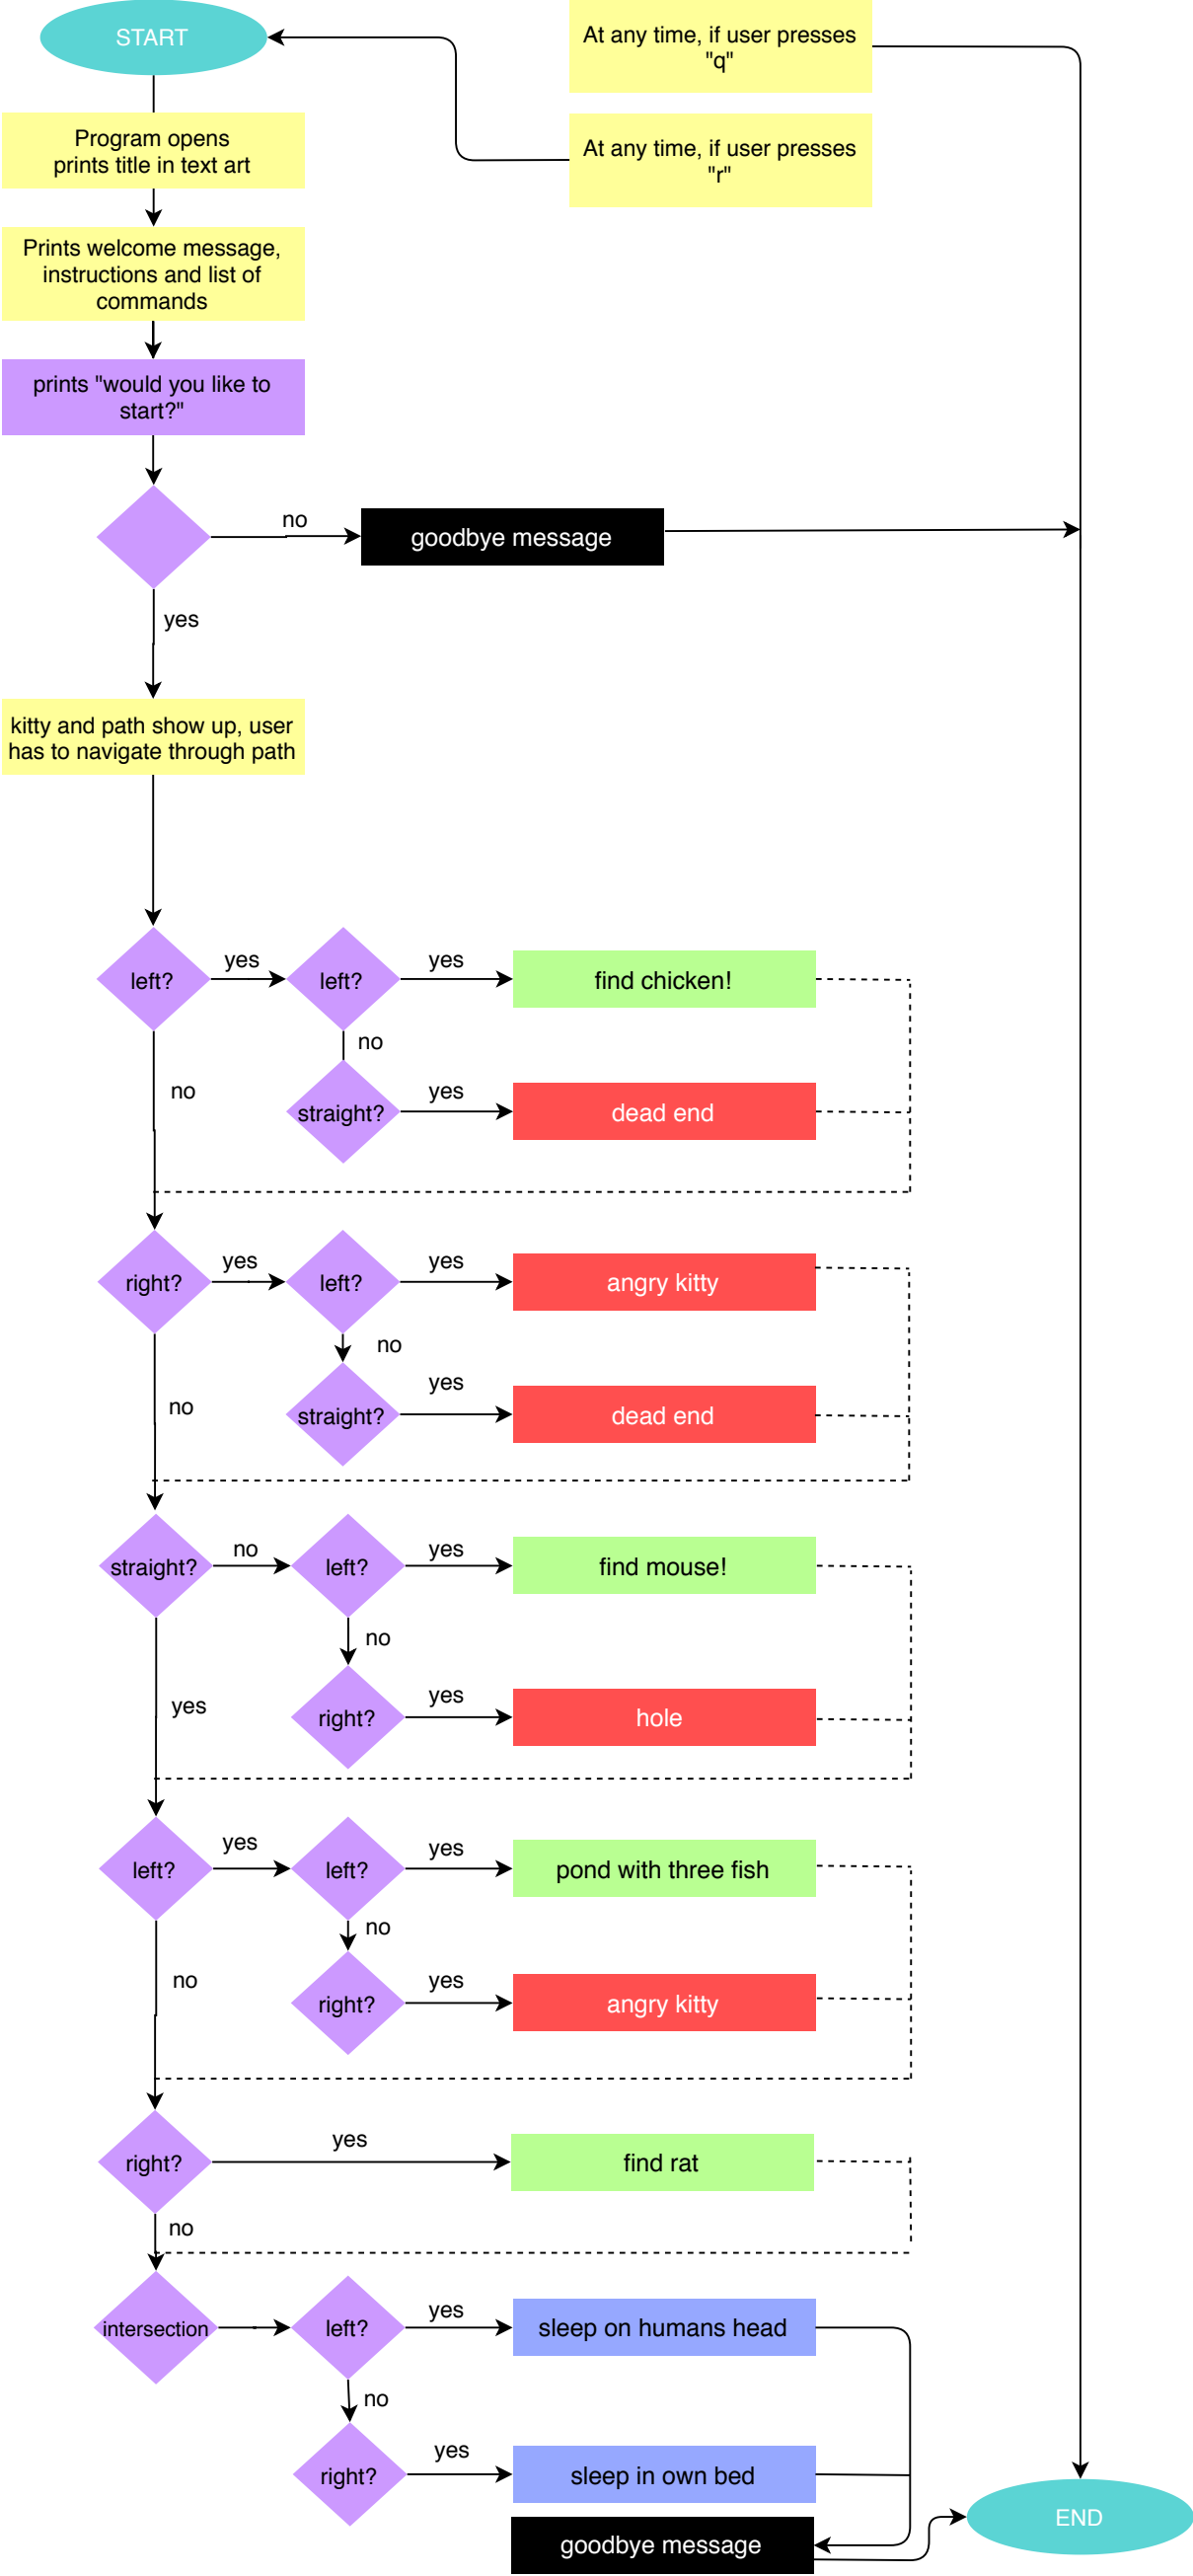 START
At any time, if user presses
"q"
Program opens
prints title in text art
At any time, if user presses
"r"
Prints welcome message,
instructions and list of
commands
prints "would you like to
start?"
no
goodbye message
yes
kitty and path show up, user
has to navigate through path
left?
yes
left?
yes
find chicken!
no
no
straight?
yes
dead end
right?
yes
left?
yes
angry kitty
no
no
straight?
yes
dead end
straight?
no
left?
yes
find mouse!
no
yes
right?
yes
hole
left?
yes
left?
yes
pond with three fish
no
no
right?
yes
angry kitty
right?
yes
find rat
no
intersection
left?
yes
sleep on humans head
no
right?
yes
sleep in own bed
goodbye message
END